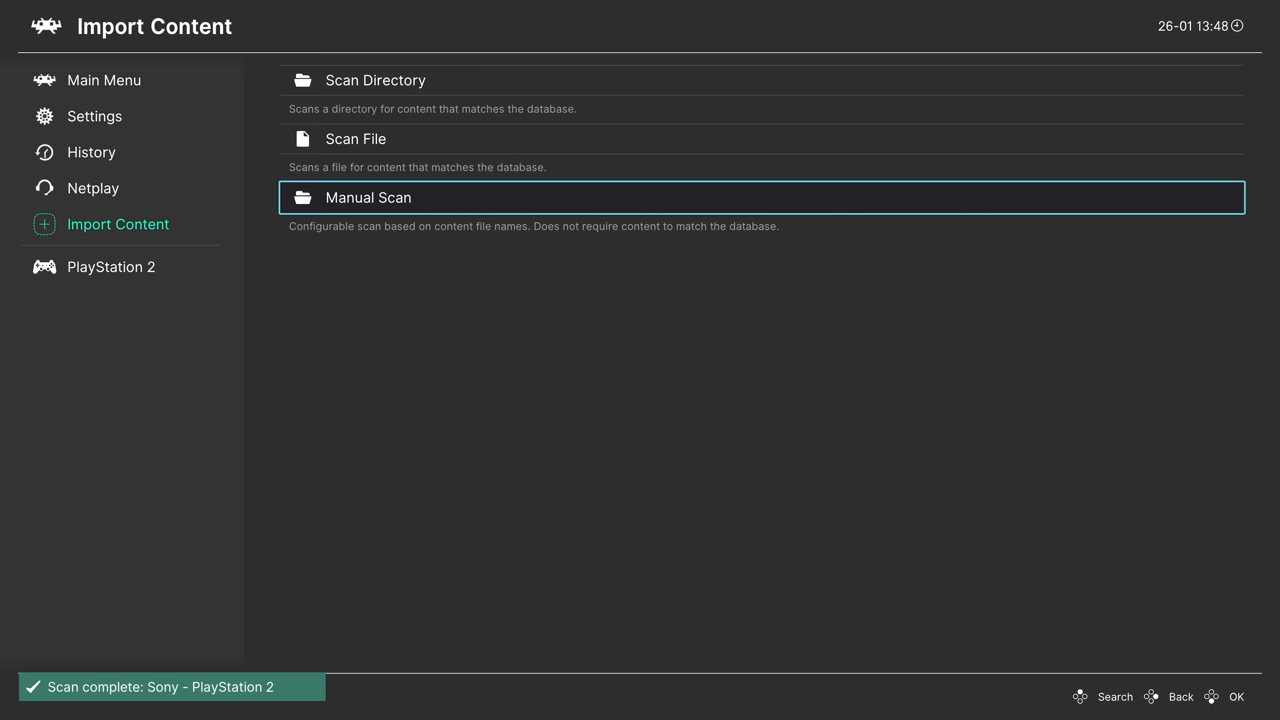 Import Content
26-01 13:48
Main Menu
Settings
History
Netplay
Import Content
PlayStation 2
Scan Directory
Scans a directory for content that matches the database.
Scan File
Scans a file for content that matches the database.
Manual Scan
Configurable scan based on content file names. Does not require content to match the database.
Scan complete: Sony - PlayStation 2
Search Back OK